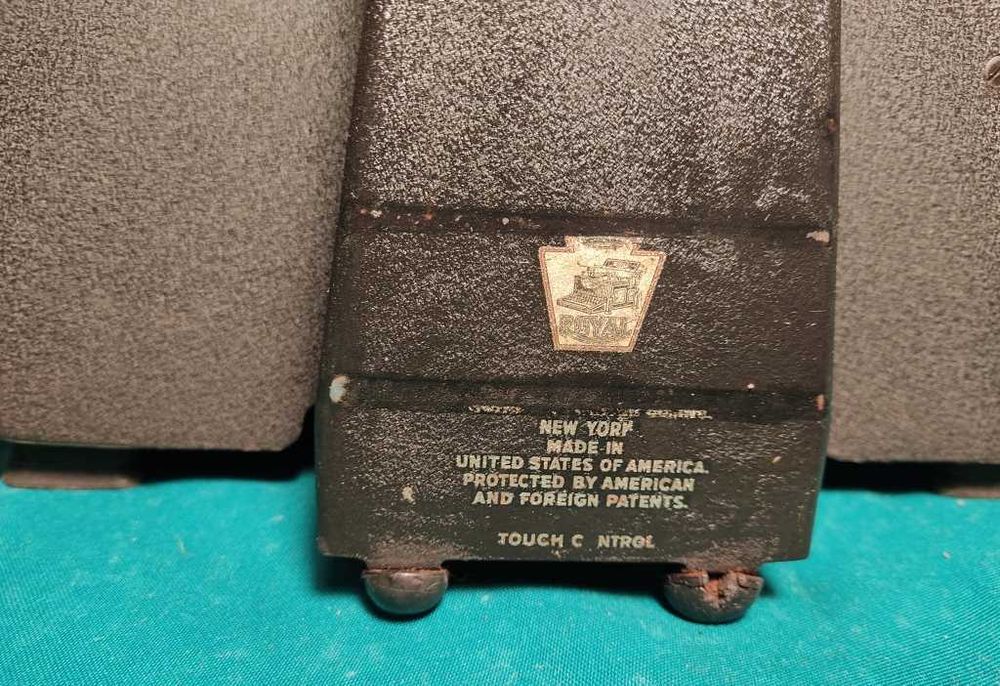 ROYAL
NEW YORK
MADE IN
UNITED STATES OF AMERICA.
PROTECTED BY AMERICAN
AND FOREIGN PATENTS.
TOUCH C NTROL